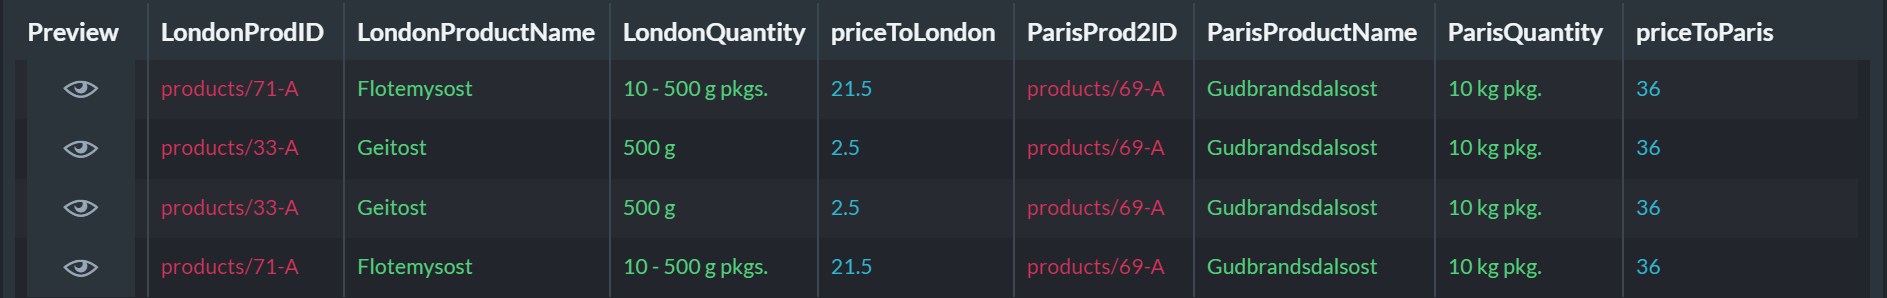 Preview LondonProdID LondonProductName LondonQuantity priceToLondon ParisProd2ID ParisProductName ParisQuantity priceToParis
products/71-A Flotemysost 10 - 500 g pkgs. 21.5 products/69-A Gudbrandsdalsost 10 kg pkg. 36
products/33-A Geitost 500 g 2.5 products/69-A Gudbrandsdalsost 10 kg pkg. 36
products/33-A Geitost 500 g 2.5 products/69-A Gudbrandsdalsost 10 kg pkg. 36
products/71-A Flotemysost 10 - 500 g pkgs. 21.5 products/69-A Gudbrandsdalsost 10 kg pkg. 36